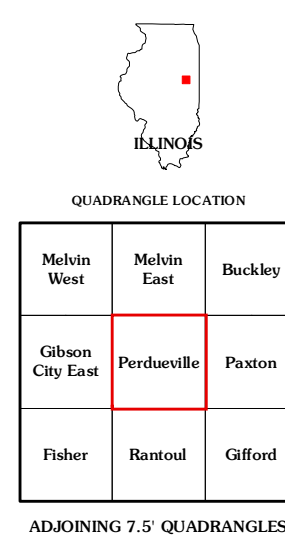 ILLINOIS
QUADRANGLE LOCATION
Melvin West
Melvin East
Buckley
Gibson City East
Perdueville
Paxton
Fisher
Rantoul
Gifford
ADJOINING 7.5' QUADRANGLES